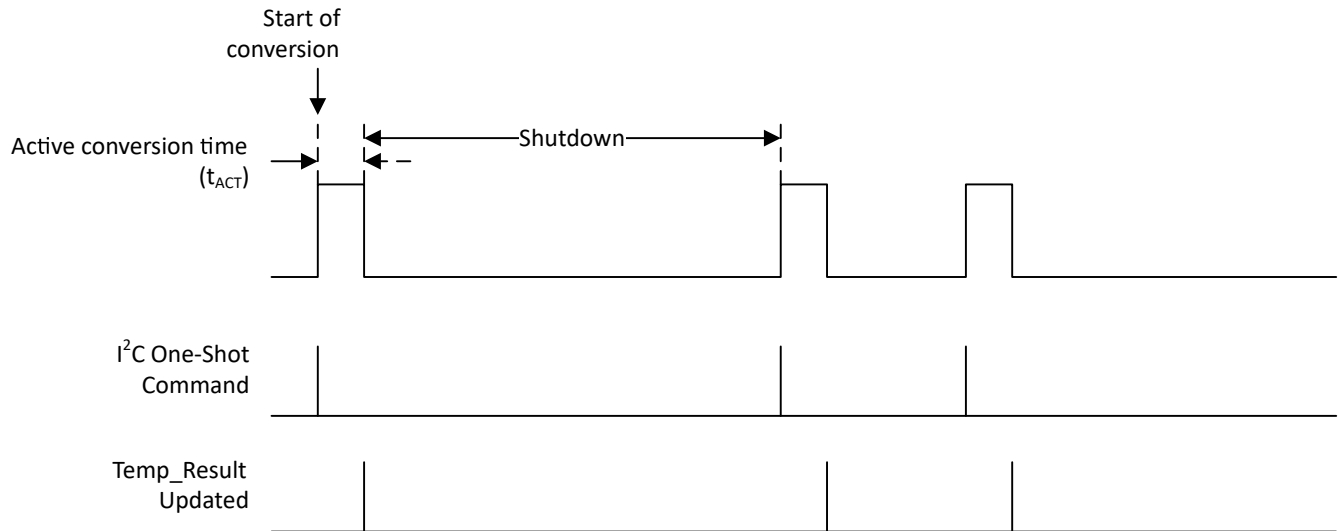 Start of
conversion
Active conversion time
(tACT)
Shutdown
I²C One-Shot
Command
Temp_Result
Updated